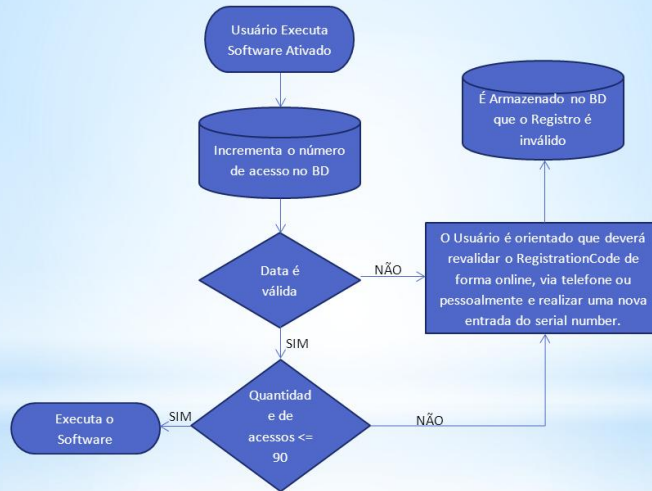 Usuário Executa
Software Ativado
Incrementa o número
de acesso no BD
É Armazenado no BD
que o Registro é
inválido
Data é
válida
NÃO
O Usuário é orientado que deverá
revalidar o RegistrationCode de
forma online, via telefone ou
pessoalmente e realizar uma nova
entrada do serial number.
SIM
Quantidad
e de
acessos <=
90
SIM
Executa o
Software
NÃO